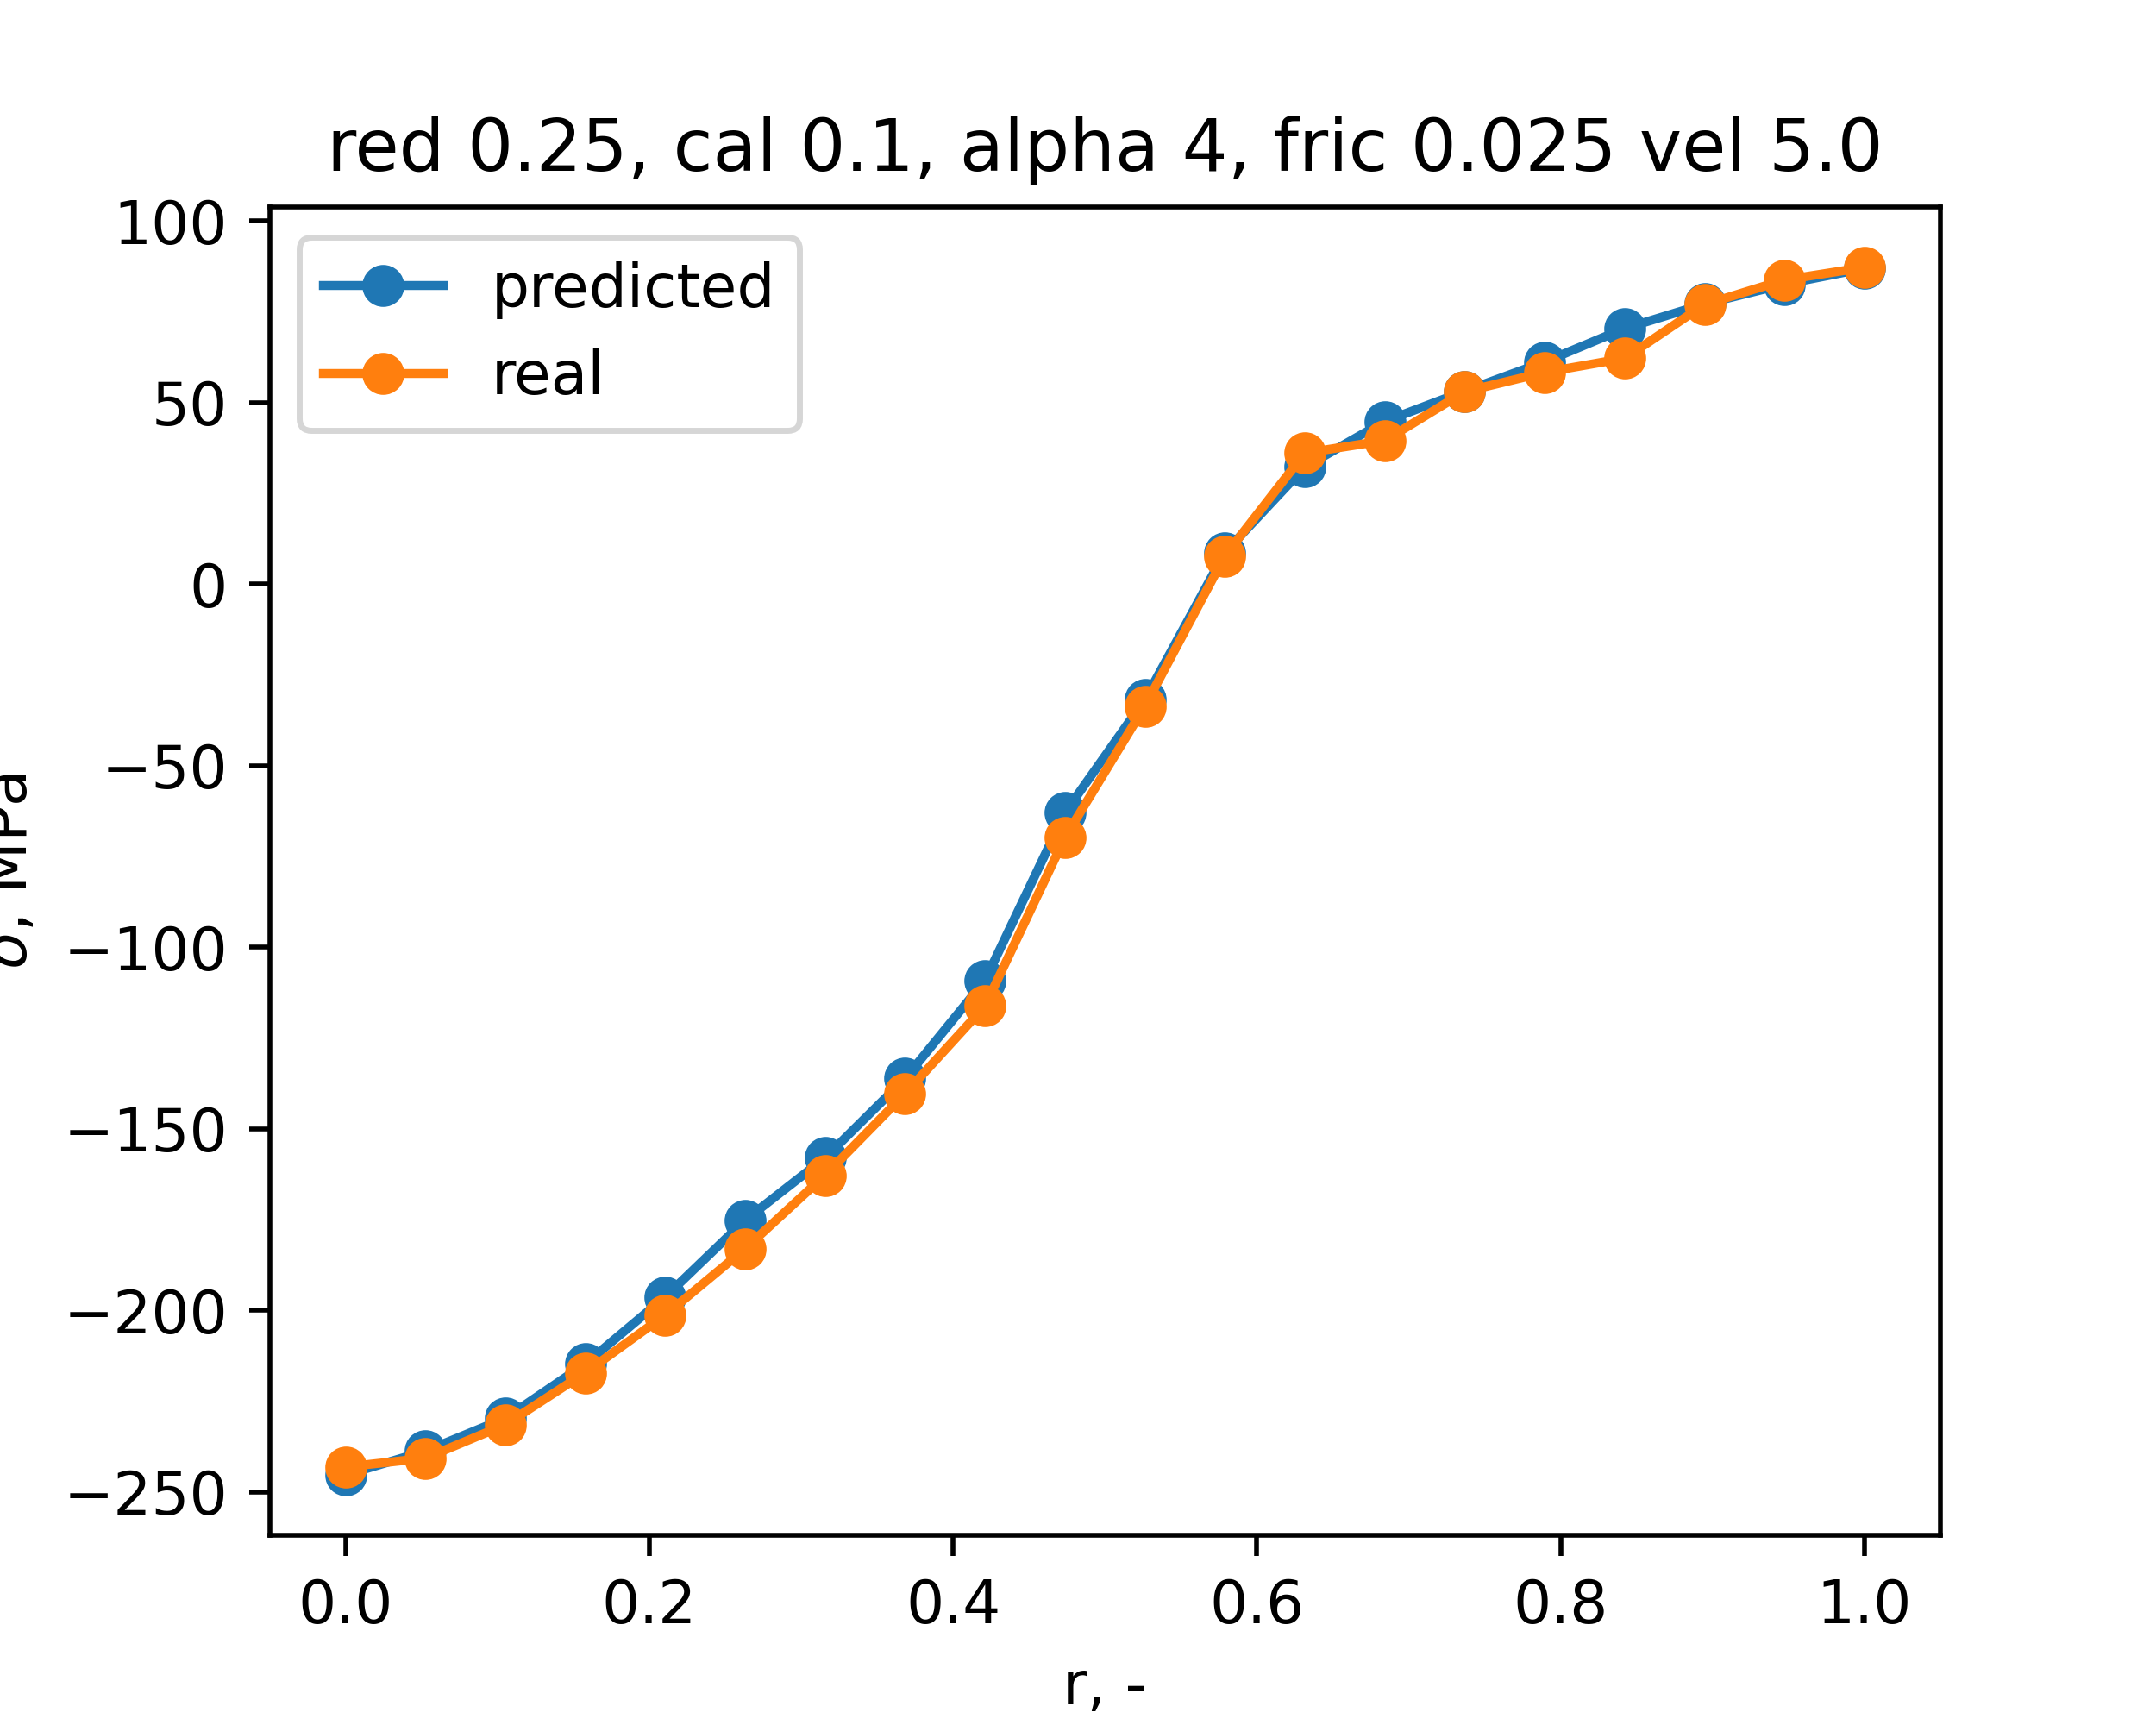 red 0.25, cal 0.1, alpha 4, fric 0.025 vel 5.0
predicted
real
100
50
0
−50
−100
−150
−200
−250
σ, MPa
0.0 0.2 0.4 0.6 0.8 1.0
r, -